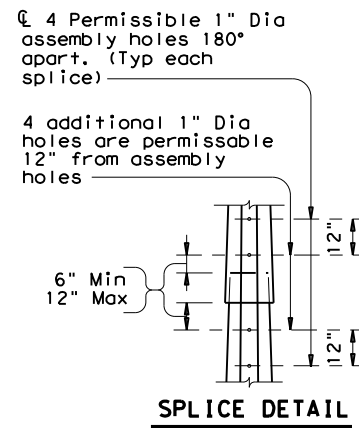 ℄ 4 Permissible 1" Dia
assembly holes 180°
apart. (Typ each
splice)
4 additional 1" Dia
holes are permissable
12" from assembly
holes
12"
6" Min
12" Max
12"
SPLICE DETAIL